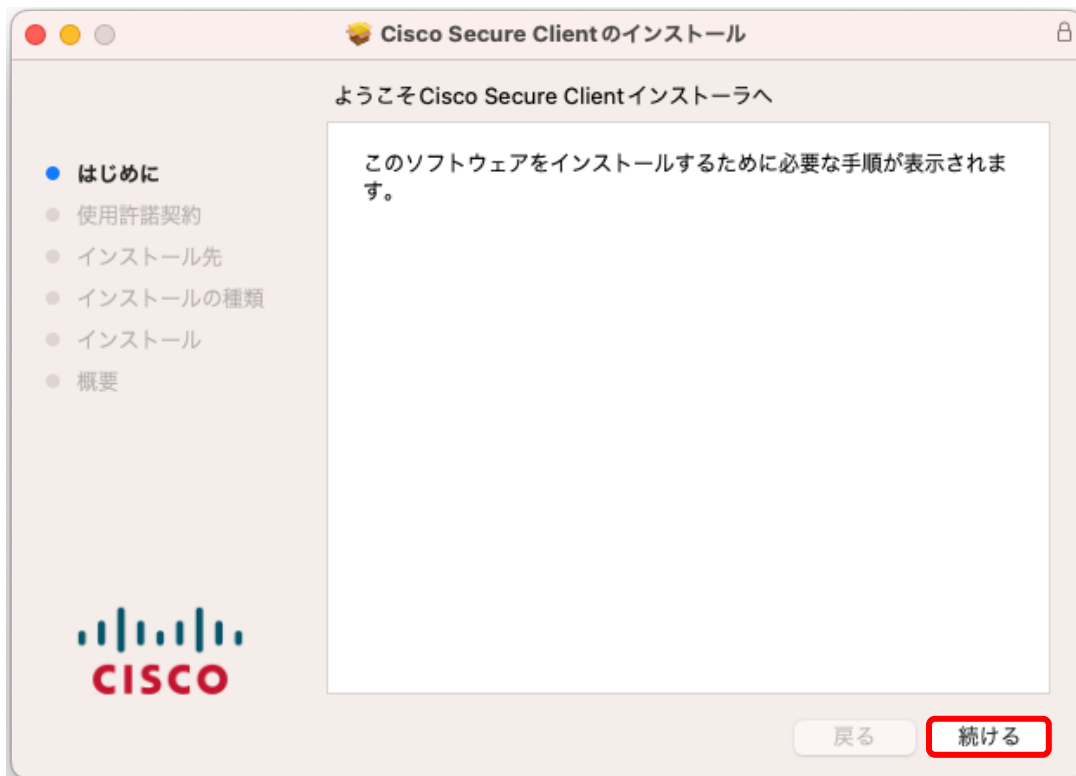 Cisco Secure Clientのインストール
ようこそCisco Secure Clientインストーラへ
はじめに
使用許諾契約
インストール先
インストールの種類
インストール
概要
このソフトウェアをインストールするために必要な手順が表示されま
す。
CISCO
戻る
続ける